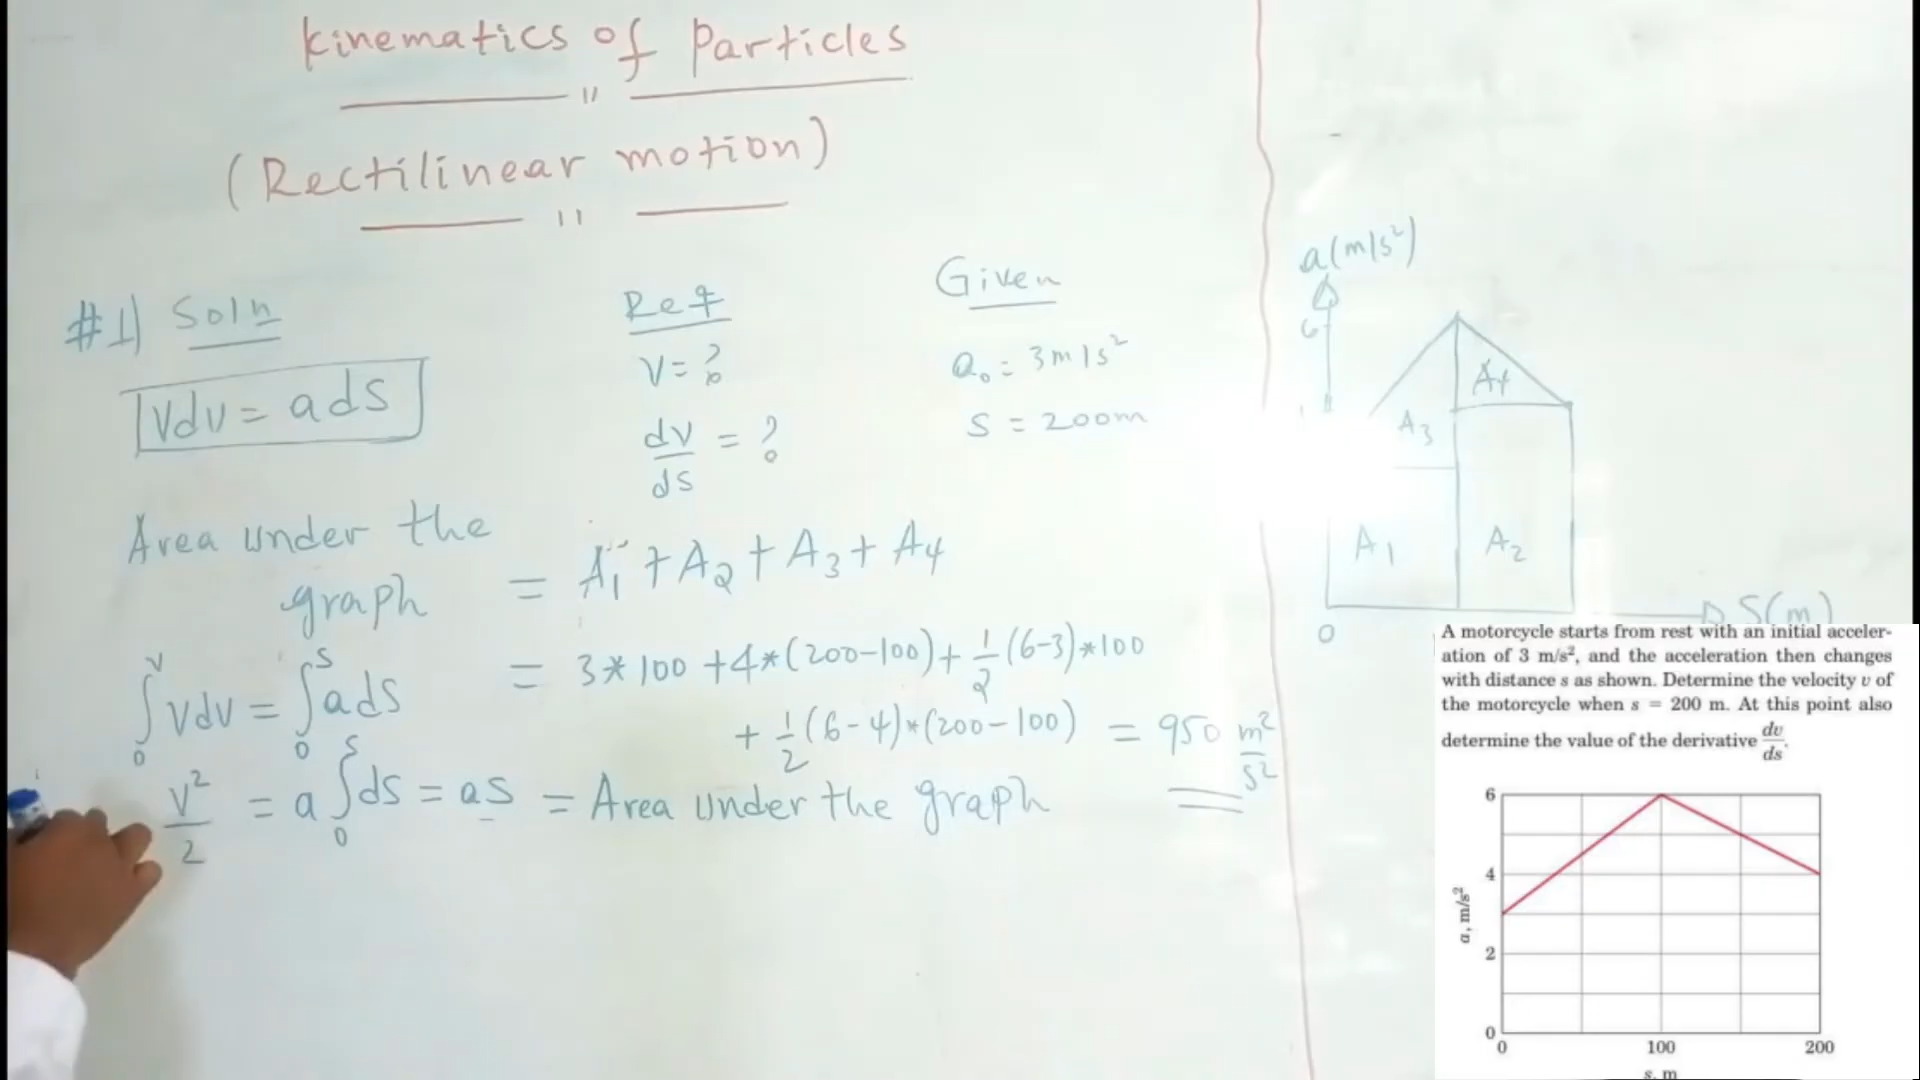 Kinematics of Particles
"
(Rectilinear motion)
"
#1) Soln
Req
Given
Vdv = ads
V = ?
a₀ = 3m/s²
dv/ds = ?
S = 200m
Area under the
graph = A₁ + A₂ + A₃ + A₄
∫₀ᵛ Vdv = ∫₀ˢ ads
= 3*100 + 4*(200-100) + 1/2 (6-3)*100
+ 1/2 (6-4)*(200-100) = 950 m²/s²
V²/2 = a ∫₀ˢ ds = as = Area under the graph
a(m/s²)
6
A₄
A₃
A₁
A₂
S(m)
0
A motorcycle starts from rest with an initial acceler-
ation of 3 m/s², and the acceleration then changes
with distance s as shown. Determine the velocity v of
the motorcycle when s = 200 m. At this point also
determine the value of the derivative dv/ds.
6
4
a, m/s²
2
0
0 100 200
s, m